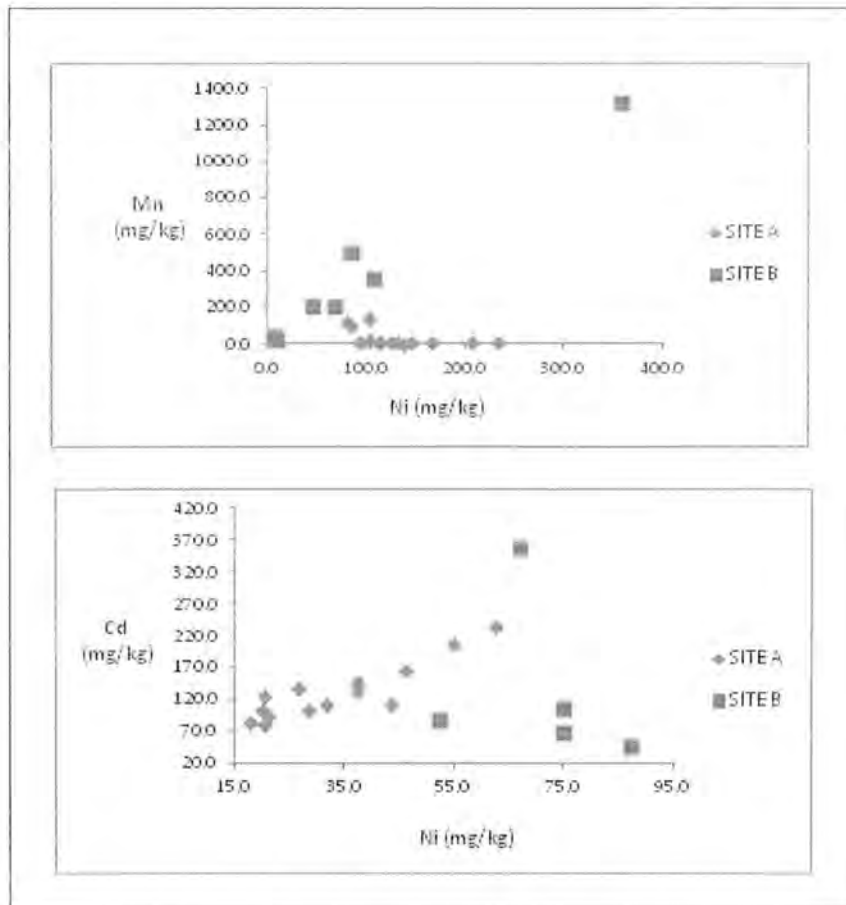 1400.0
1200.0
1000.0
800.0
600.0
400.0
200.0
0.0
Mn
(mg/kg)
SITE A
SITE B
0.0 100.0 200.0 300.0 400.0
Ni (mg/kg)
420.0
370.0
320.0
270.0
220.0
170.0
120.0
70.0
20.0
Cd
(mg/kg)
SITE A
SITE B
15.0 35.0 55.0 75.0 95.0
Ni (mg/kg)